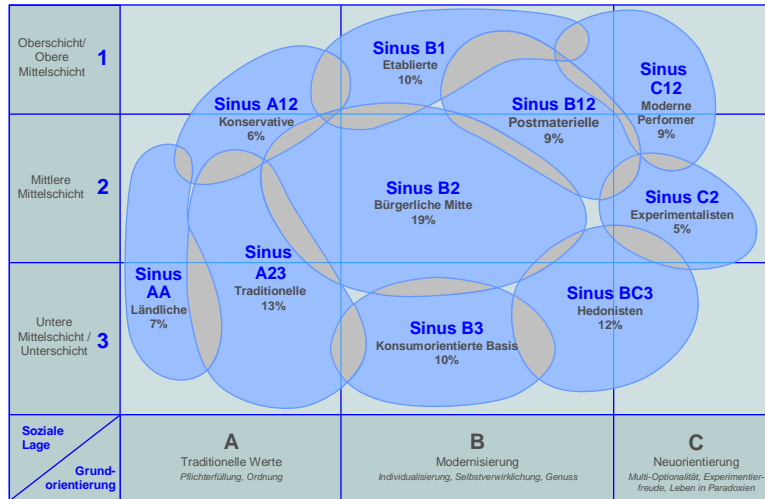 Oberschicht/
Obere
Mittelschicht
1
Mittlere
Mittelschicht
2
Untere
Mittelschicht /
Unterschicht
3
Soziale
Lage
Grund-
orientierung
Sinus B1
Etablierte
10%
Sinus A12
Konservative
6%
Sinus B12
Postmaterielle
9%
Sinus
C12
Moderne
Performer
9%
Sinus B2
Bürgerliche Mitte
19%
Sinus C2
Experimentalisten
5%
Sinus
AA
Ländliche
7%
Sinus
A23
Traditionelle
13%
Sinus B3
Konsumorientierte Basis
10%
Sinus BC3
Hedonisten
12%
A
Traditionelle Werte
Pflichterfüllung, Ordnung
B
Modernisierung
Individualisierung, Selbstverwirklichung, Genuss
C
Neuorientierung
Multi-Optionalität, Experimentier-
freude, Leben in Paradoxien